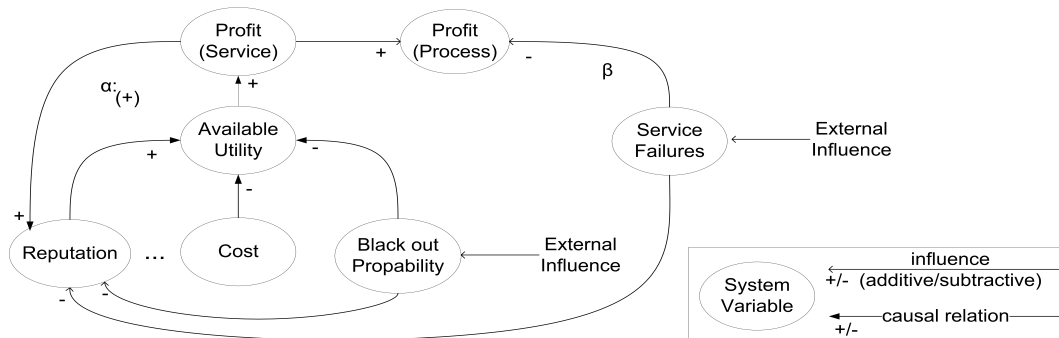 Profit
(Service)
Profit
(Process)
+
+
-
β
α:
(+)
+
Available
Utility
Service
Failures
External
Influence
+
-
-
+
Reputation
...
Cost
Black out
Propability
External
Influence
-
-
System
Variable
influence
+/- (additive/subtractive)
causal relation
+/-